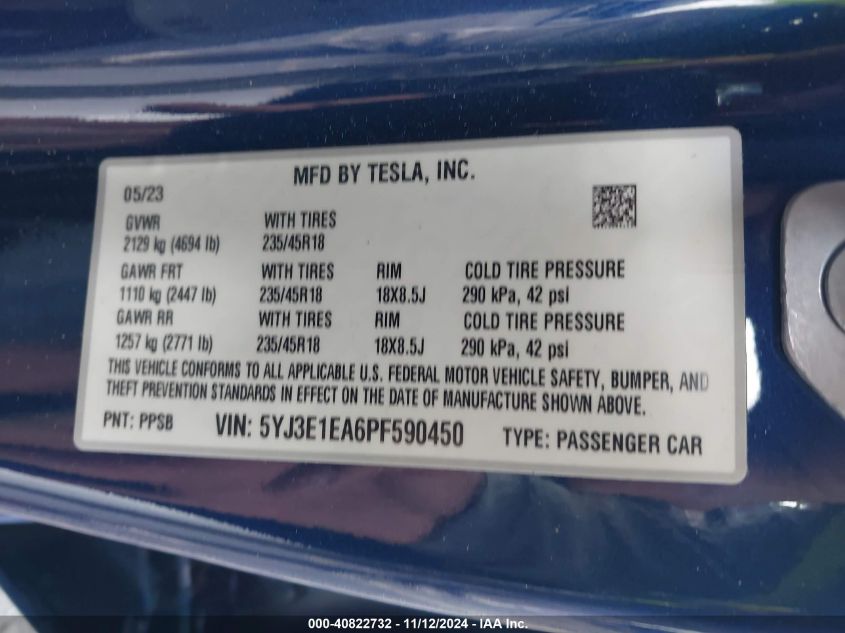 MFD BY TESLA, INC.
05/23
GVWR WITH TIRES
2129 kg (4694 lb) 235/45R18
GAWR FRT WITH TIRES RIM COLD TIRE PRESSURE
1110 kg (2447 lb) 235/45R18 18X8.5J 290 kPa, 42 psi
GAWR RR WITH TIRES RIM COLD TIRE PRESSURE
1257 kg (2771 lb) 235/45R18 18X8.5J 290 kPa, 42 psi
THIS VEHICLE CONFORMS TO ALL APPLICABLE U.S. FEDERAL MOTOR VEHICLE SAFETY, BUMPER, AND
THEFT PREVENTION STANDARDS IN EFFECT ON THE DATE OF MANUFACTURE SHOWN ABOVE.
PNT: PPSB VIN: 5YJ3E1EA6PF590450 TYPE: PASSENGER CAR
000-40822732 - 11/12/2024 - IAA Inc.